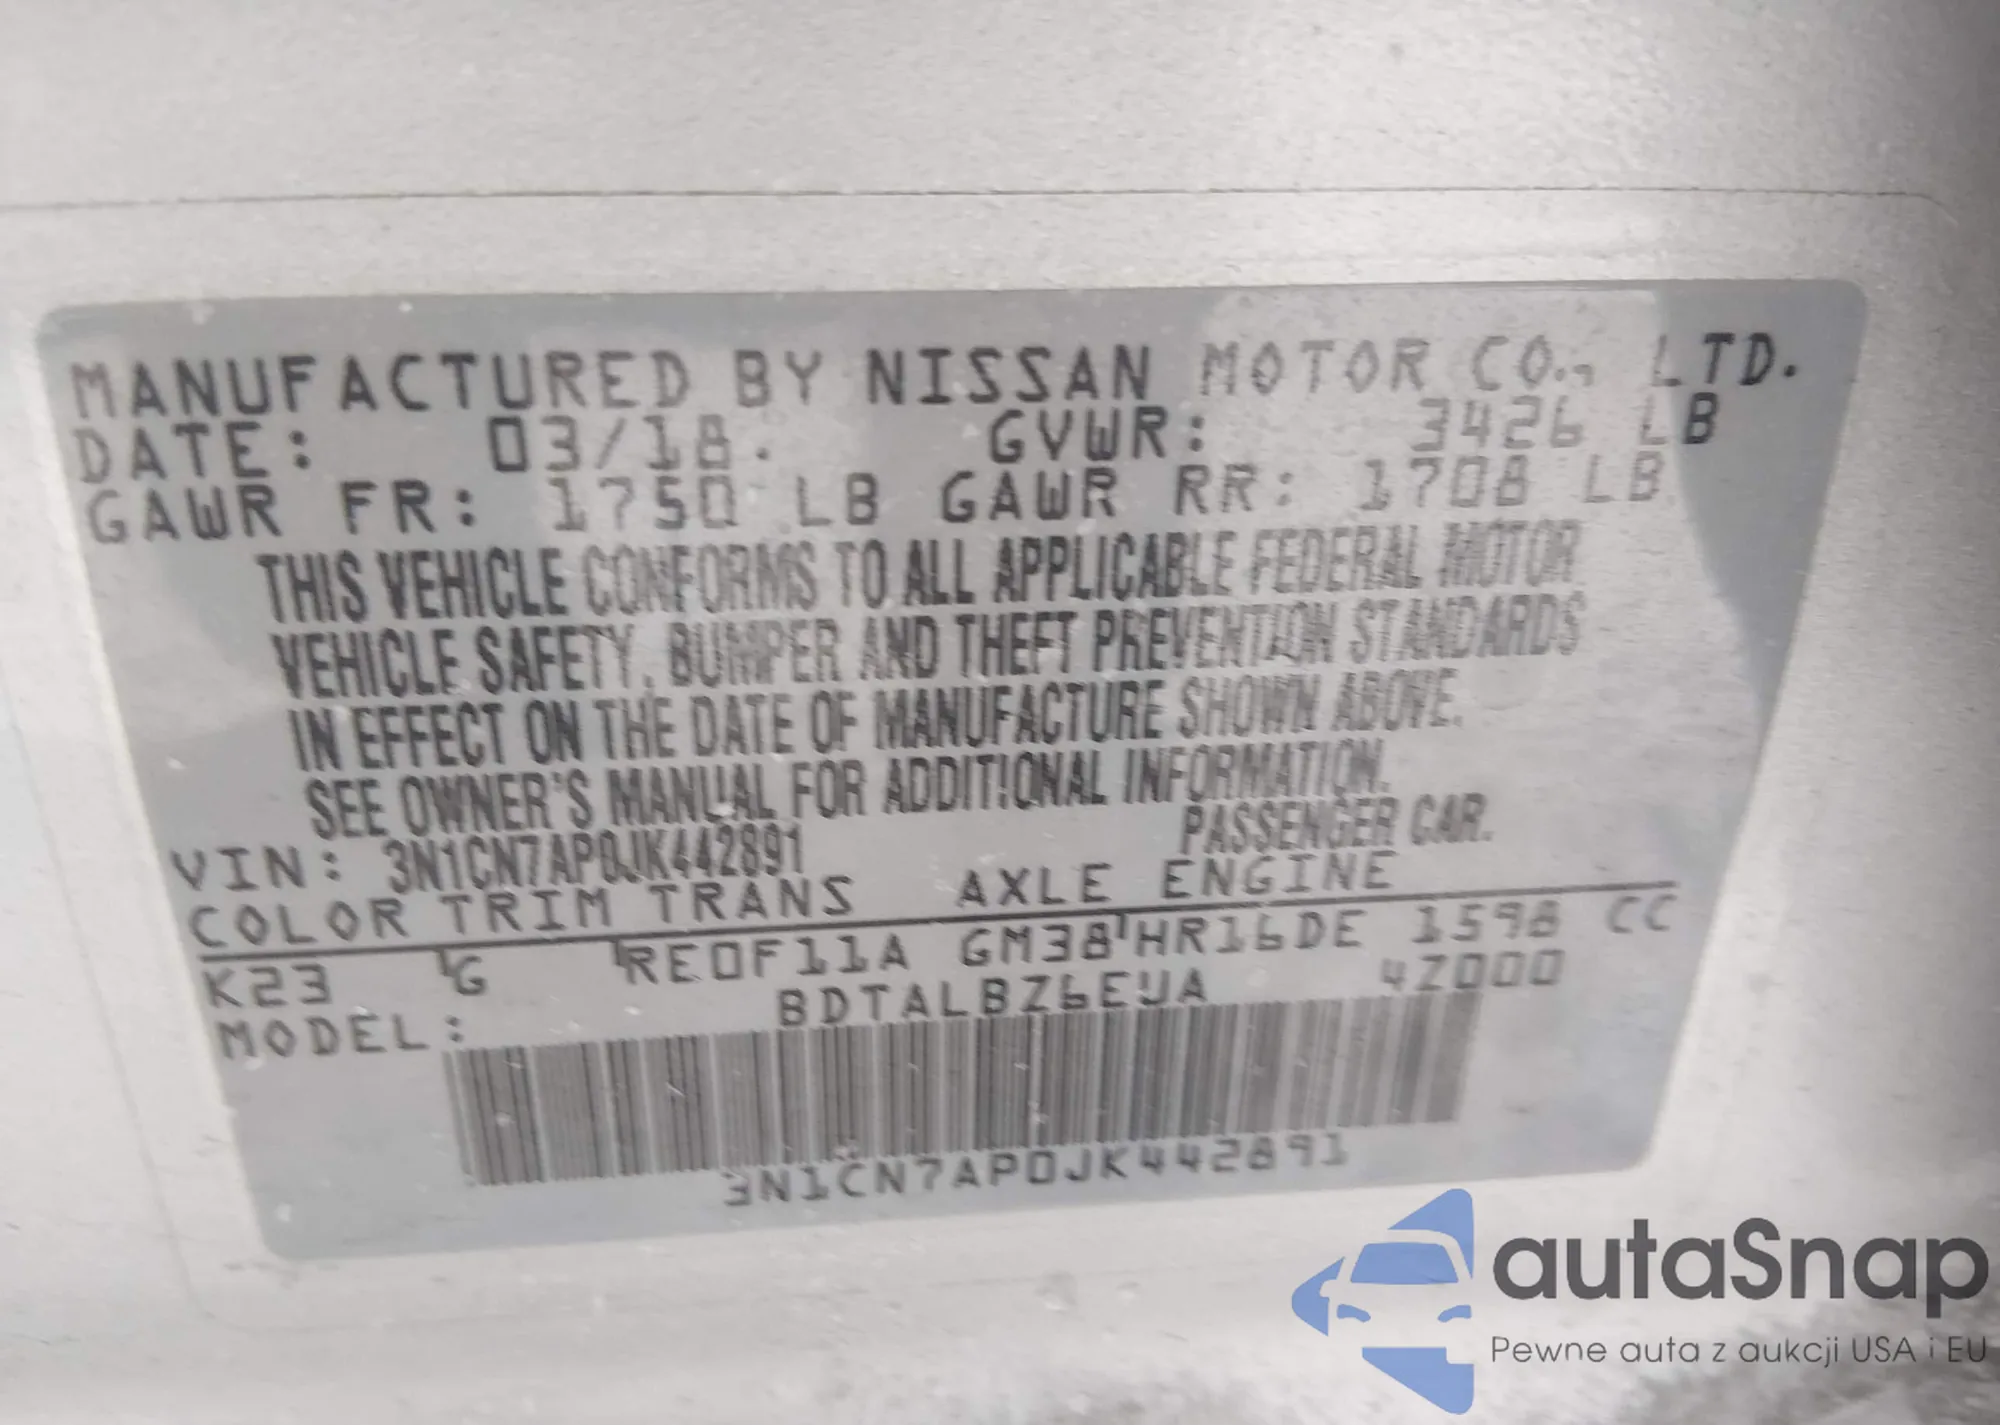 MANUFACTURED BY NISSAN MOTOR CO., LTD.
DATE: 03/18. GVWR: 3426 LB
GAWR FR: 1750 LB GAWR RR: 1708 LB
THIS VEHICLE CONFORMS TO ALL APPLICABLE FEDERAL MOTOR
VEHICLE SAFETY, BUMPER AND THEFT PREVENTION STANDARDS
IN EFFECT ON THE DATE OF MANUFACTURE SHOWN ABOVE.
SEE OWNER'S MANUAL FOR ADDITIONAL INFORMATION.
VIN: 3N1CN7AP0JK442891 PASSENGER CAR.
COLOR TRIM TRANS AXLE ENGINE
K23 G RE0F11A GM38 HR16DE 1598 CC
MODEL: BDTALBZ6EUA 4Z000
3N1CN7AP0JK442891
autaSnap
Pewne auta z aukcji USA i EU